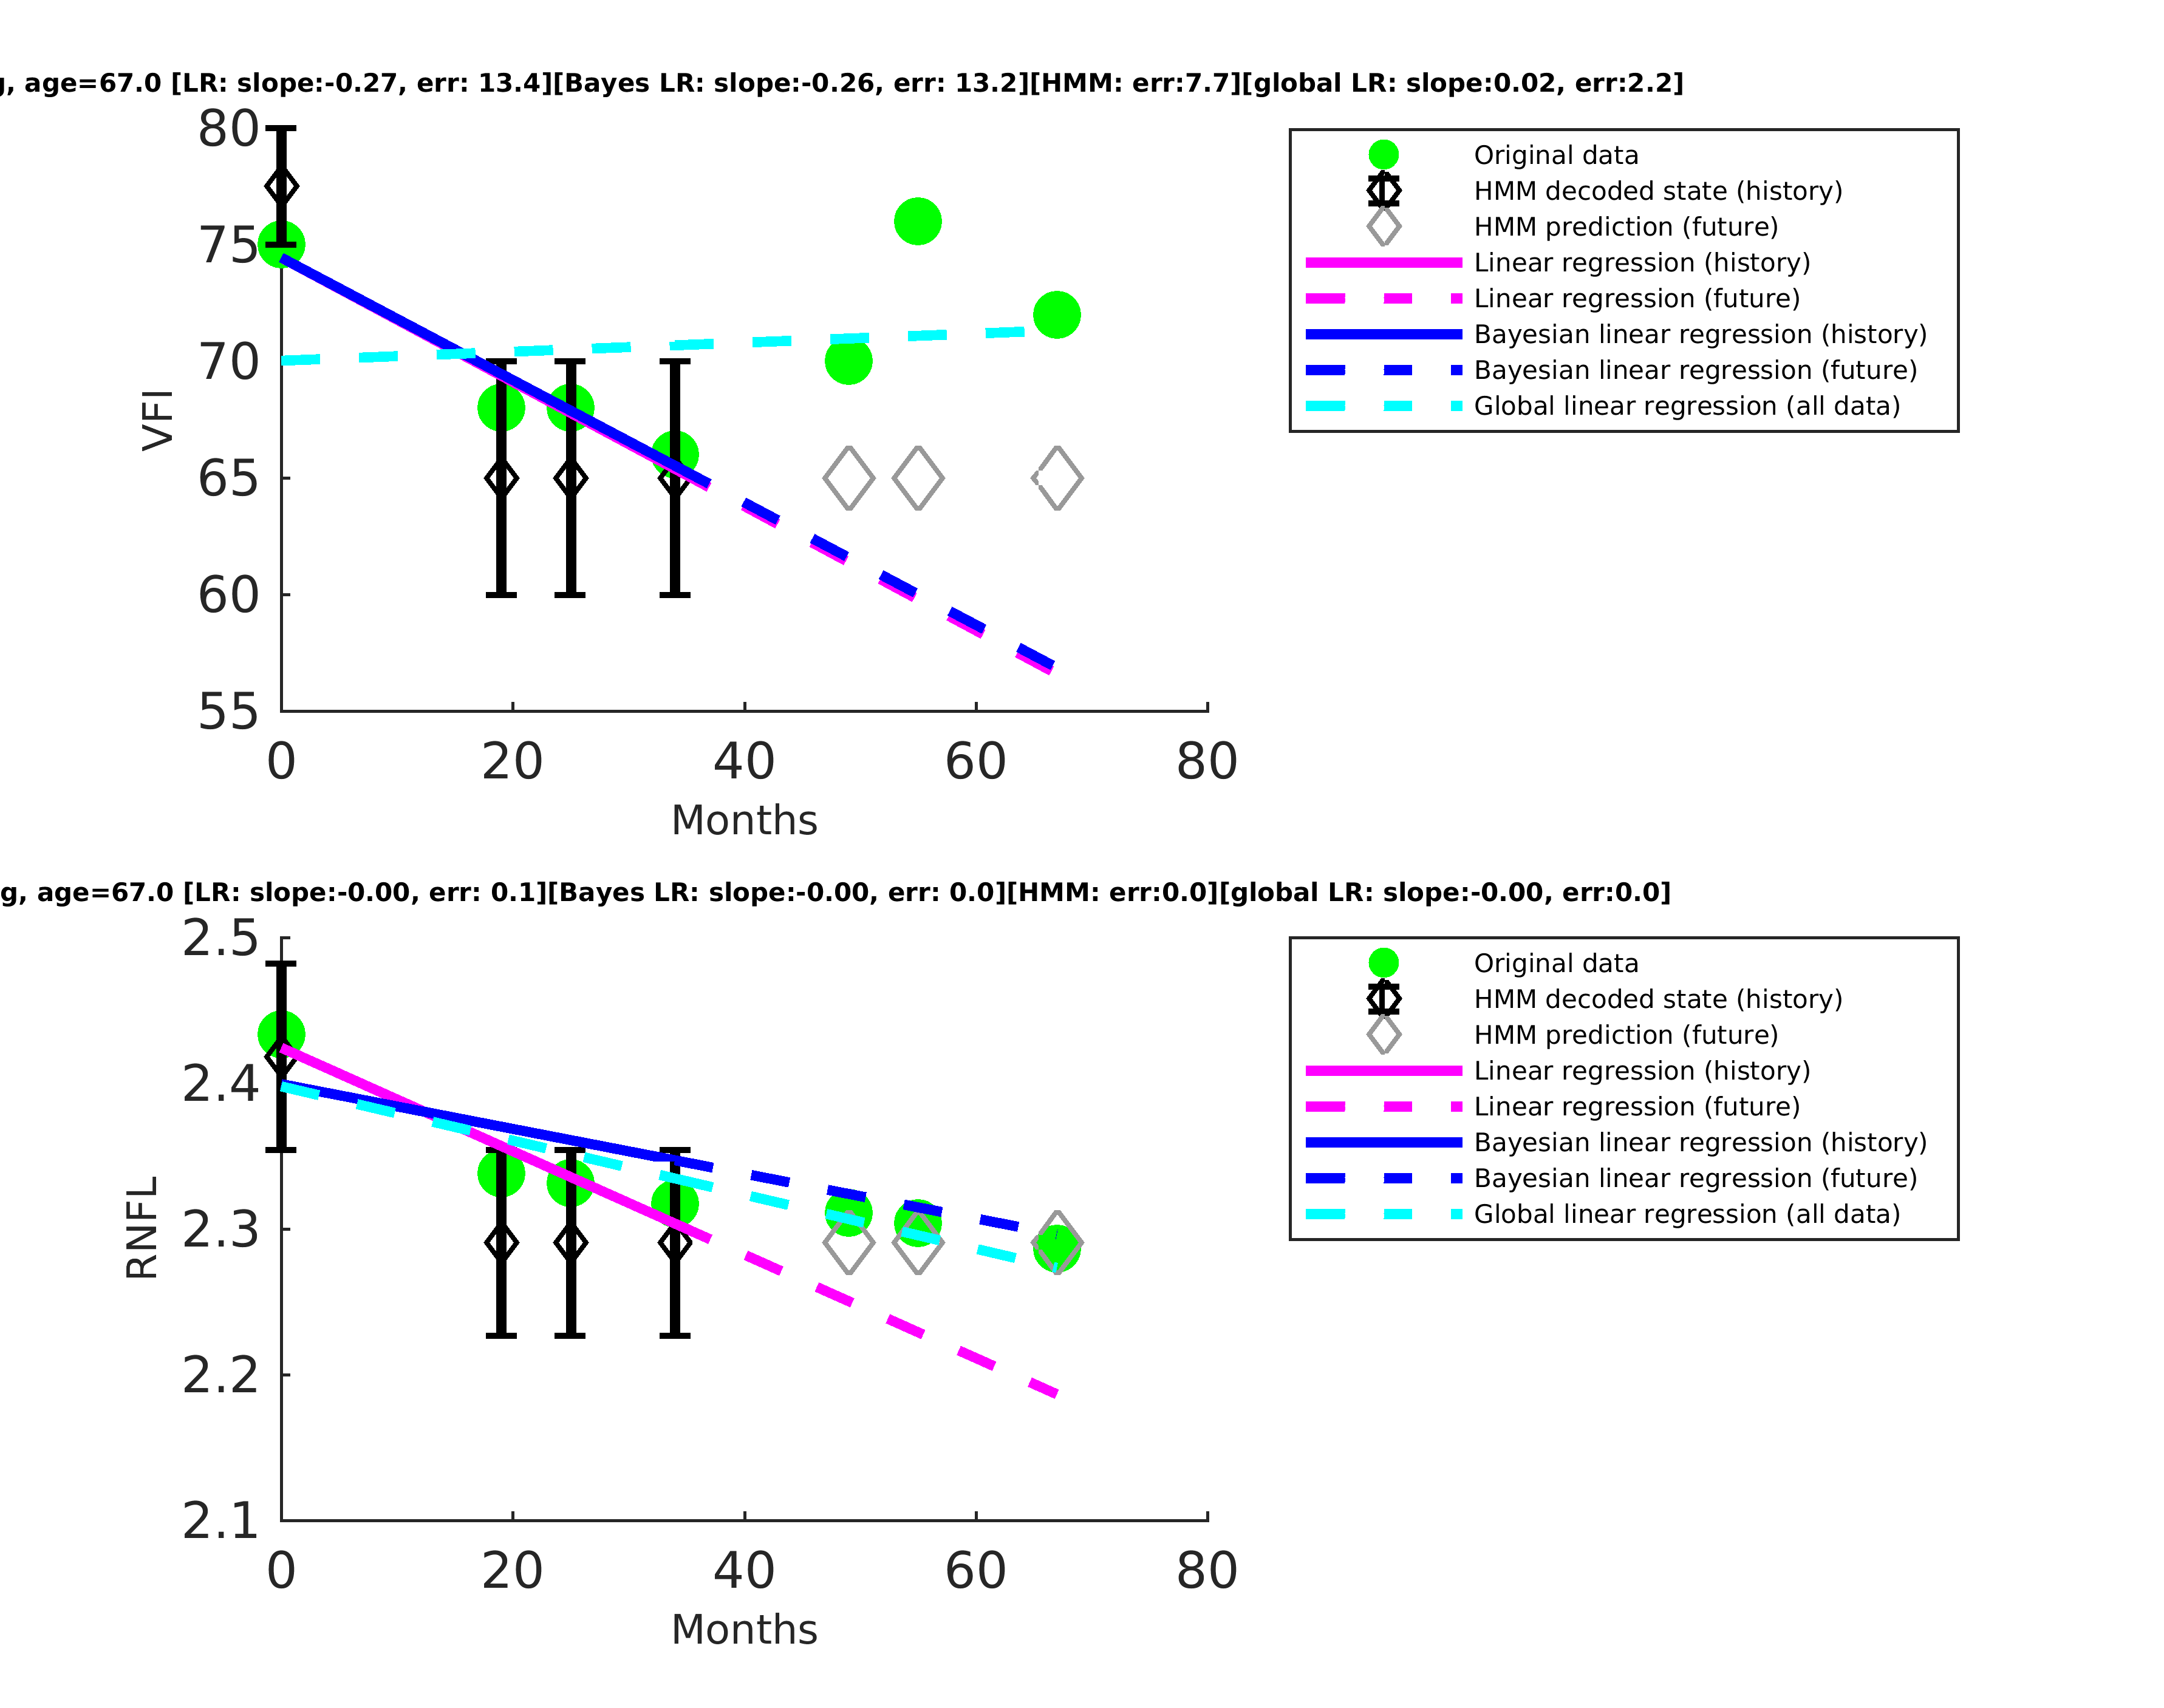 age=67.0 [LR: slope:-0.27, err: 13.4][Bayes LR: slope:-0.26, err: 13.2][HMM: err:7.7][global LR: slope:0.02, err:2.2]
80
75
70
65
60
55
VFI
0 20 40 60 80
Months
Original data
HMM decoded state (history)
HMM prediction (future)
Linear regression (history)
Linear regression (future)
Bayesian linear regression (history)
Bayesian linear regression (future)
Global linear regression (all data)
g, age=67.0 [LR: slope:-0.00, err: 0.1][Bayes LR: slope:-0.00, err: 0.0][HMM: err:0.0][global LR: slope:-0.00, err:0.0]
2.5
2.4
2.3
2.2
2.1
RNFL
0 20 40 60 80
Months
Original data
HMM decoded state (history)
HMM prediction (future)
Linear regression (history)
Linear regression (future)
Bayesian linear regression (history)
Bayesian linear regression (future)
Global linear regression (all data)